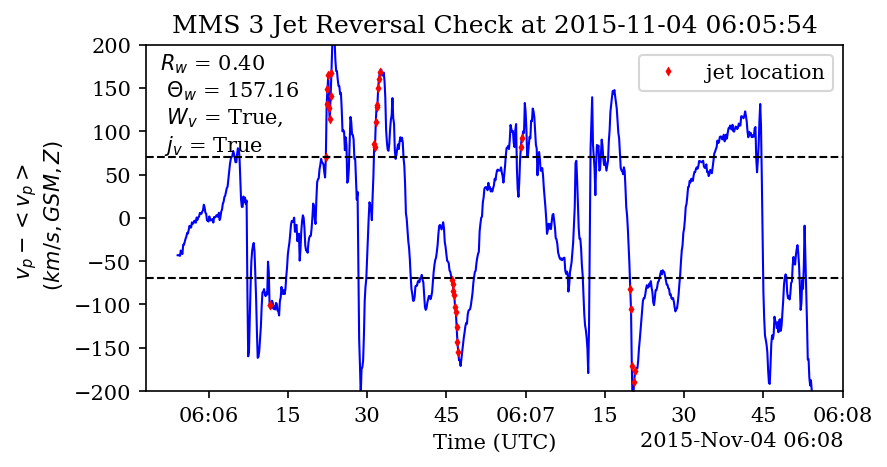 MMS 3 Jet Reversal Check at 2015-11-04 06:05:54
R_w = 0.40
Θ_w = 157.16
W_v = True,
j_v = True
jet location
200
150
100
50
0
−50
−100
−150
−200
v_p − < v_p >
(km/s, GSM, Z)
06:06 15 30 45 06:07 15 30 45 06:08
Time (UTC)
2015-Nov-04 06:08